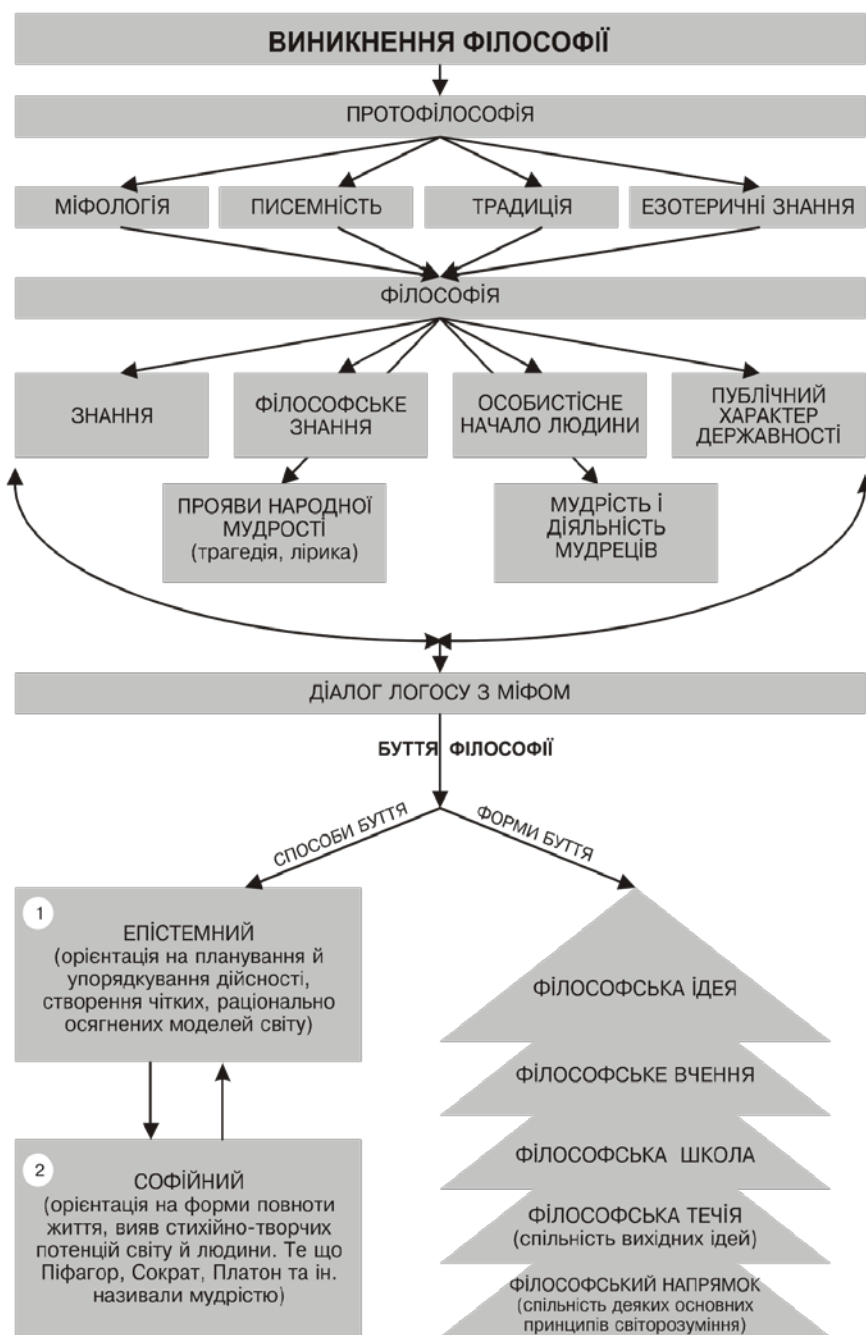 ВИНИКНЕННЯ ФІЛОСОФІЇ
ПРОТОФІЛОСОФІЯ
МІФОЛОГІЯ
ПИСЕМНІСТЬ
ТРАДИЦІЯ
ЕЗОТЕРИЧНІ ЗНАННЯ
ФІЛОСОФІЯ
ЗНАННЯ
ФІЛОСОФСЬКЕ
ЗНАННЯ
ОСОБИСТІСНЕ
НАЧАЛО ЛЮДИНИ
ПУБЛІЧНИЙ
ХАРАКТЕР
ДЕРЖАВНОСТІ
ПРОЯВИ НАРОДНОЇ
МУДРОСТІ
(трагедія, лірика)
МУДРІСТЬ І
ДІЯЛЬНІСТЬ
МУДРЕЦІВ
ДІАЛОГ ЛОГОСУ З МІФОМ
БУТТЯ ФІЛОСОФІЇ
СПОСОБИ БУТТЯ
ФОРМИ БУТТЯ
1
ЕПІСТЕМНИЙ
(орієнтація на планування й
упорядкування дійсності,
створення чітких, раціонально
осягнених моделей світу)
2
СОФІЙНИЙ
(орієнтація на форми повноти
життя, вияв стихійно-творчих
потенцій світу й людини. Те що
Піфагор, Сократ, Платон та ін.
називали мудрістю)
ФІЛОСОФСЬКА ІДЕЯ
ФІЛОСОФСЬКЕ ВЧЕННЯ
ФІЛОСОФСЬКА ШКОЛА
ФІЛОСОФСЬКА ТЕЧІЯ
(спільність вихідних ідей)
ФІЛОСОФСЬКИЙ НАПРЯМОК
(спільність деяких основних
принципів світорозуміння)